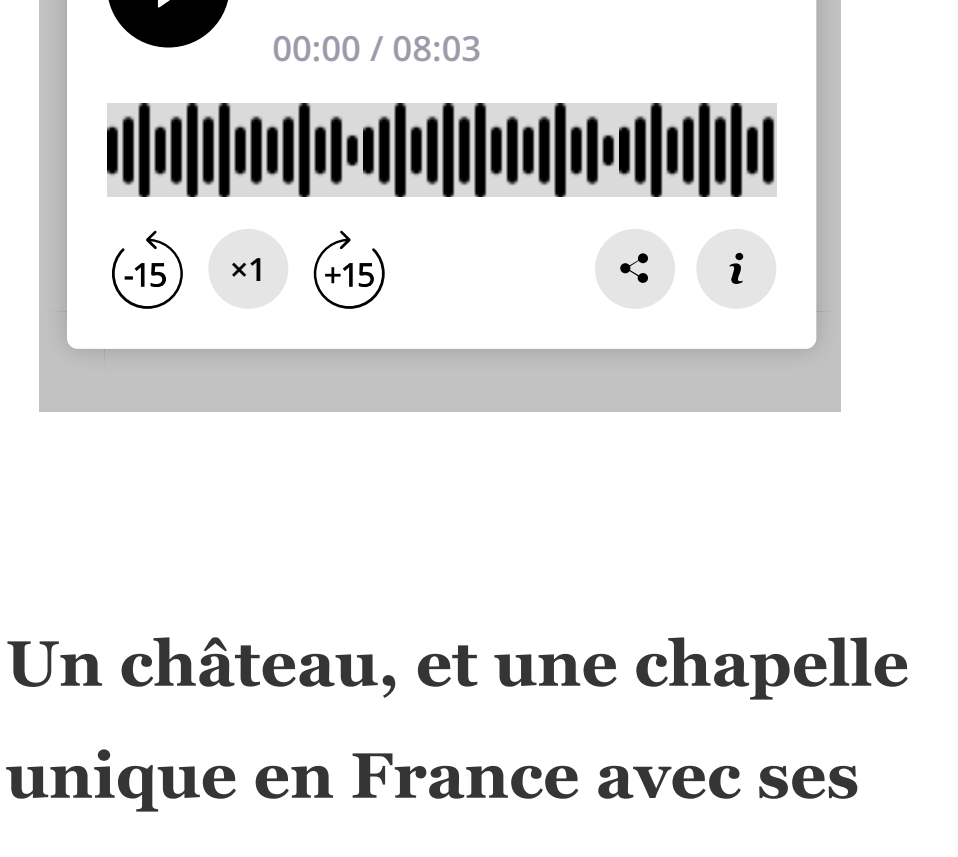 00:00 / 08:03
-15 ×1 +15 i
Un château, et une chapelle
unique en France avec ses